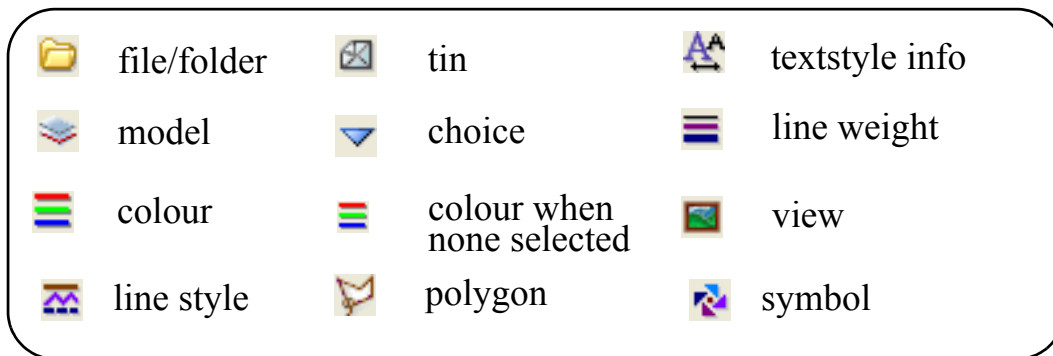 file/folder
tin
textstyle info
model
choice
line weight
colour
colour when
none selected
view
line style
polygon
symbol